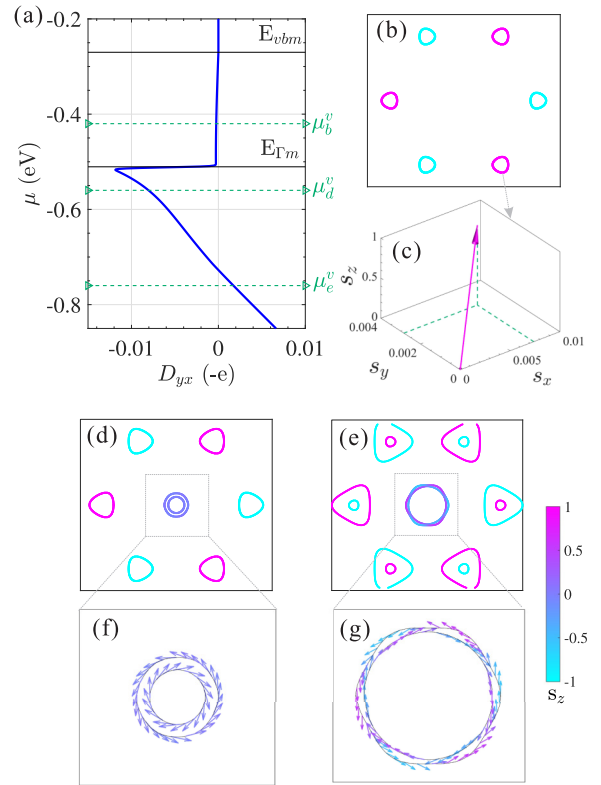 (a)
-0.2
-0.4
-0.6
-0.8
μ (eV)
E_vbm
μ_b^v
E_Γm
μ_d^v
μ_e^v
-0.01
0
0.01
D_yx (-e)
(b)
(c)
1
0.5
0
s_z
0.004
0.002
0
s_y
0
0.005
0.01
s_x
(d)
(e)
(f)
(g)
1
0.5
0
-0.5
-1
s_z